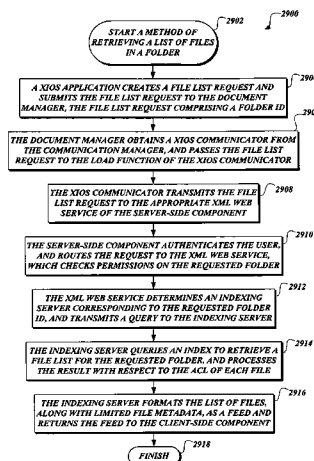 2900
2902
START A METHOD OF
RETRIEVING A LIST OF FILES
IN A FOLDER
A XIOS APPLICATION CREATES A FILE LIST REQUEST AND
SUBMITS THE FILE LIST REQUEST TO THE DOCUMENT
MANAGER, THE FILE LIST REQUEST COMPRISING A FOLDER ID
THE DOCUMENT MANAGER OBTAINS A XIOS COMMUNICATOR FROM
THE COMMUNICATION MANAGER, AND PASSES THE FILE LIST
REQUEST TO THE LOAD FUNCTION OF THE XIOS COMMUNICATOR
2908
THE XIOS COMMUNICATOR TRANSMITS THE FILE
LIST REQUEST TO THE APPROPRIATE XML WEB
SERVICE OF THE SERVER-SIDE COMPONENT
2910
THE SERVER-SIDE COMPONENT AUTHENTICATES THE USER,
AND ROUTES THE REQUEST TO THE XML WEB SERVICE,
WHICH CHECKS PERMISSIONS ON THE REQUESTED FOLDER
2912
THE XML WEB SERVICE DETERMINES AN INDEXING
SERVER CORRESPONDING TO THE REQUESTED FOLDER
ID, AND TRANSMITS A QUERY TO THE INDEXING SERVER
2914
THE INDEXING SERVER QUERIES AN INDEX TO RETRIEVE A
FILE LIST FOR THE REQUESTED FOLDER, AND PROCESSES
THE RESULT WITH RESPECT TO THE ACL OF EACH FILE
2916
THE INDEXING SERVER FORMATS THE LIST OF FILES,
ALONG WITH LIMITED FILE METADATA, AS A FEED AND
RETURNS THE FEED TO THE CLIENT-SIDE COMPONENT
2918
FINISH